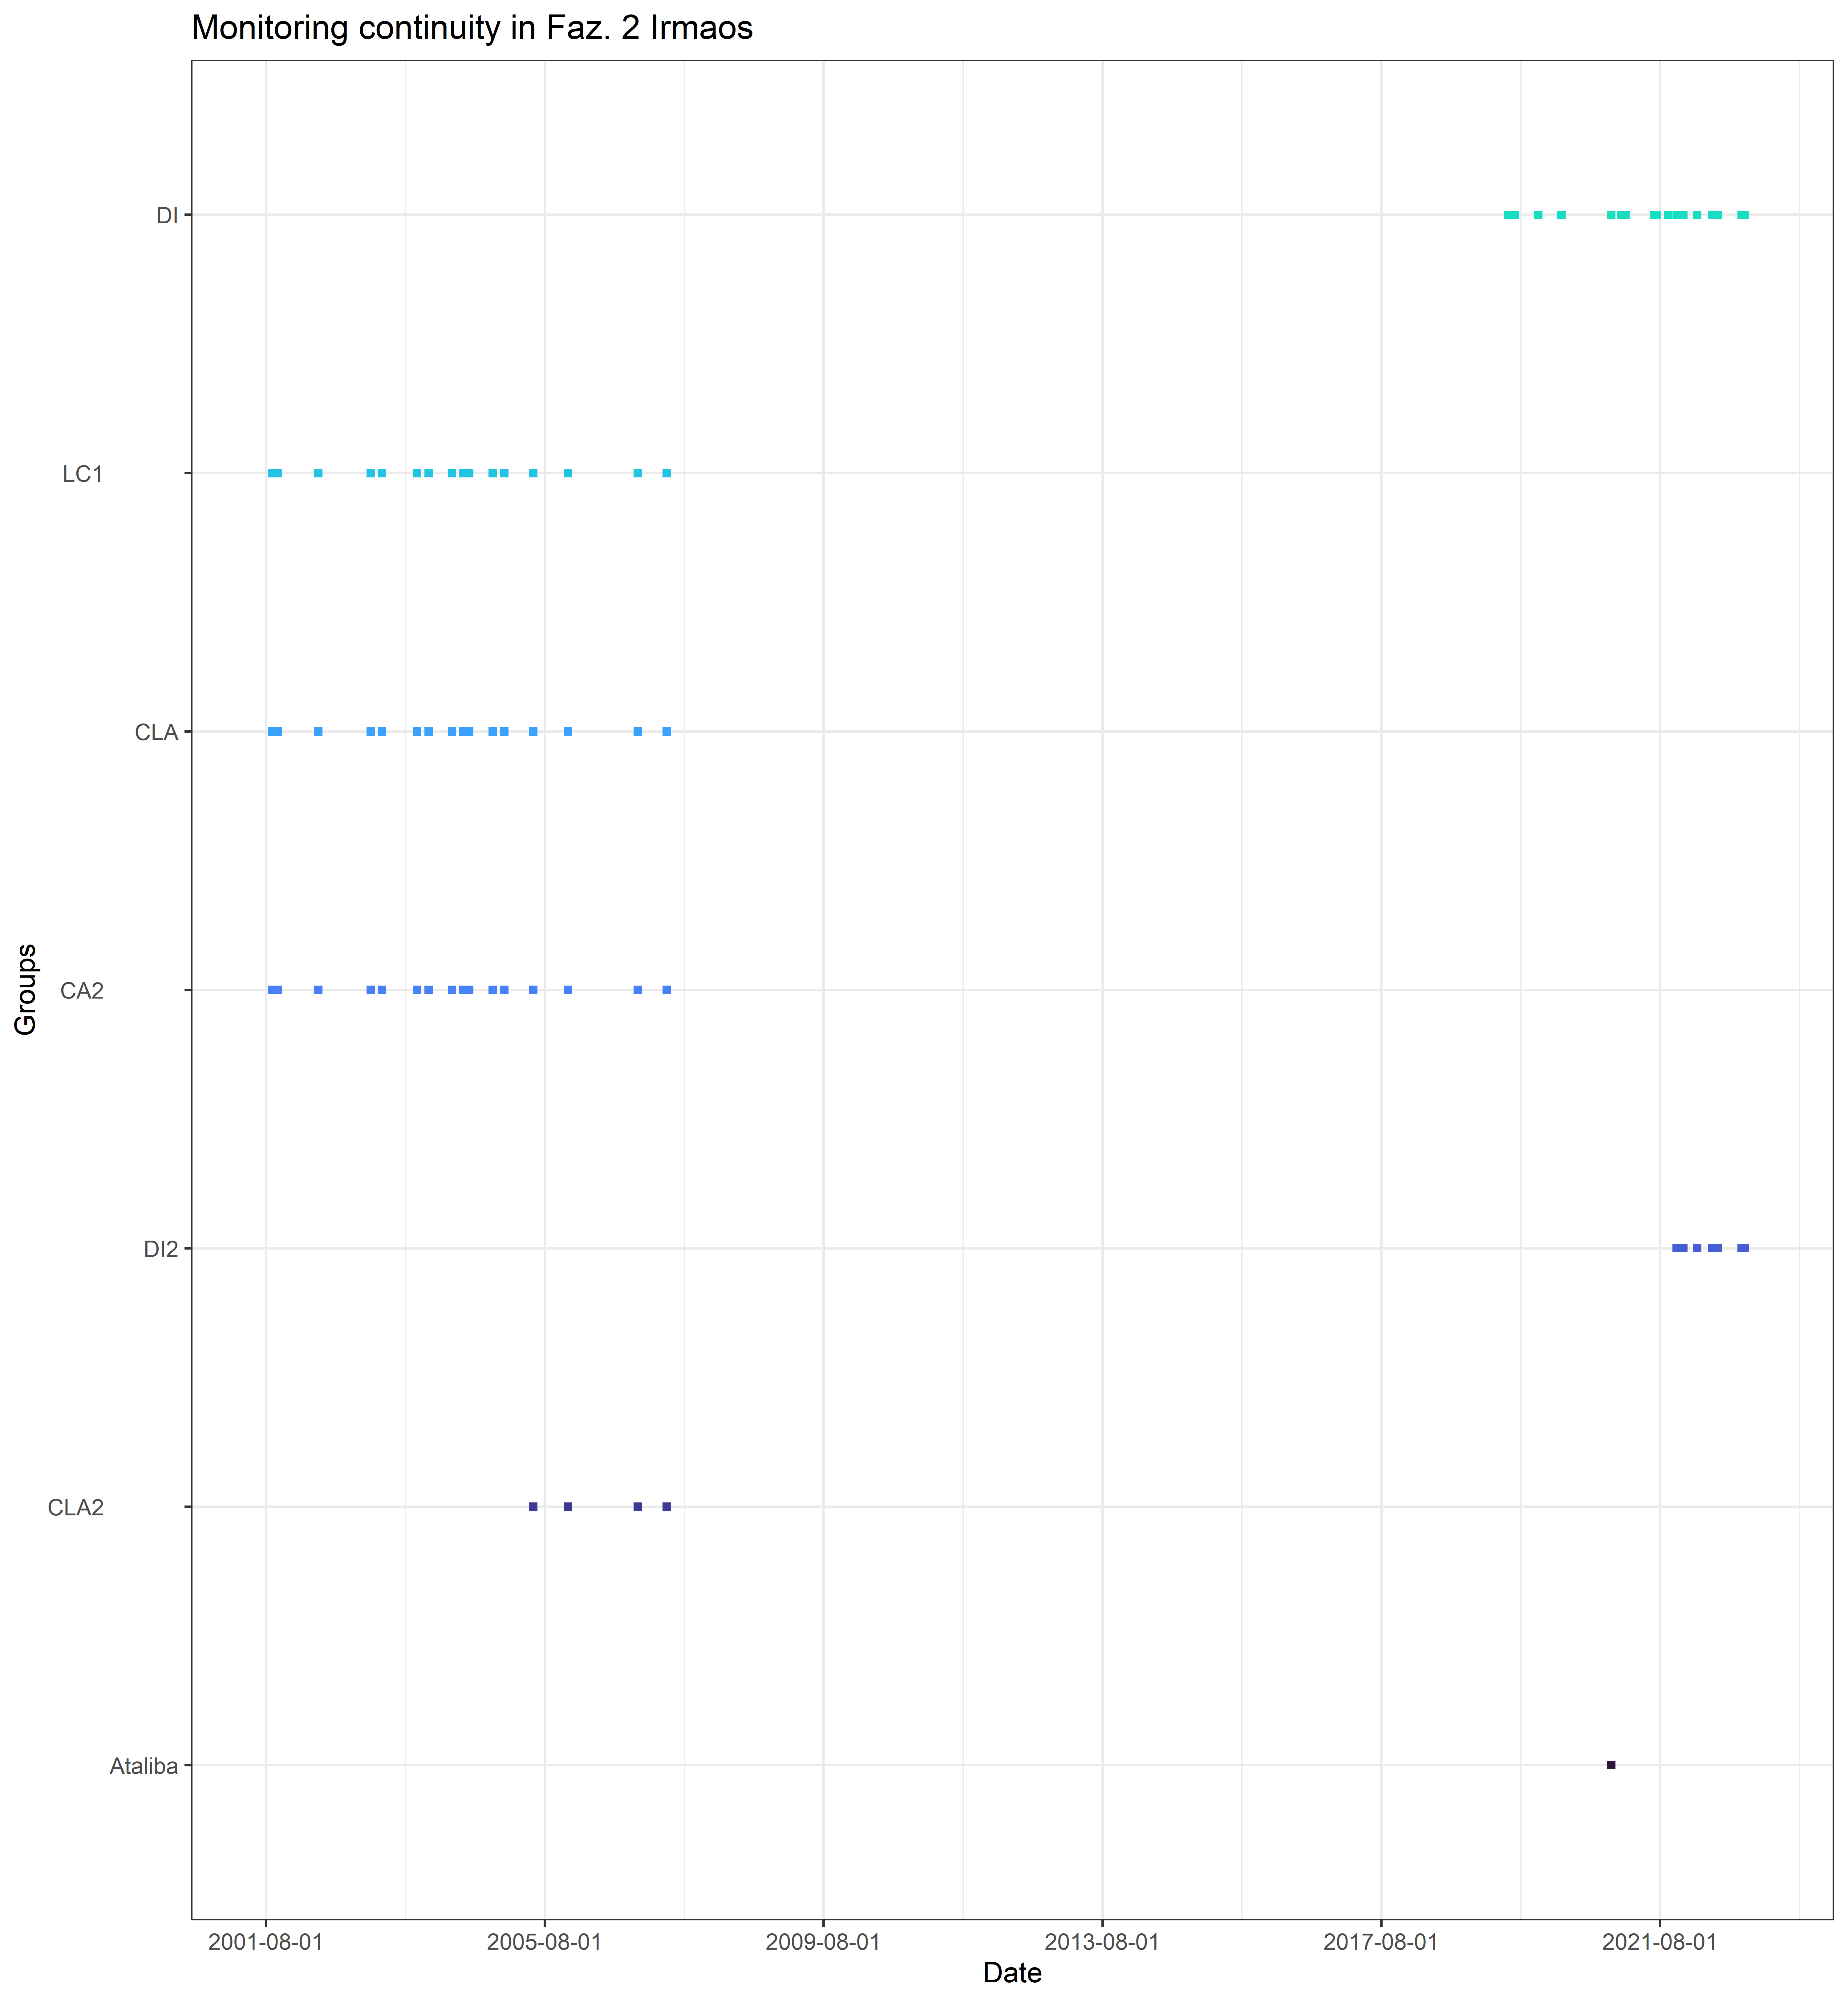 Monitoring continuity in Faz. 2 Irmaos
DI
LC1
CLA
CA2
DI2
CLA2
Ataliba
Groups
2001-08-01
2005-08-01
2009-08-01
2013-08-01
2017-08-01
2021-08-01
Date